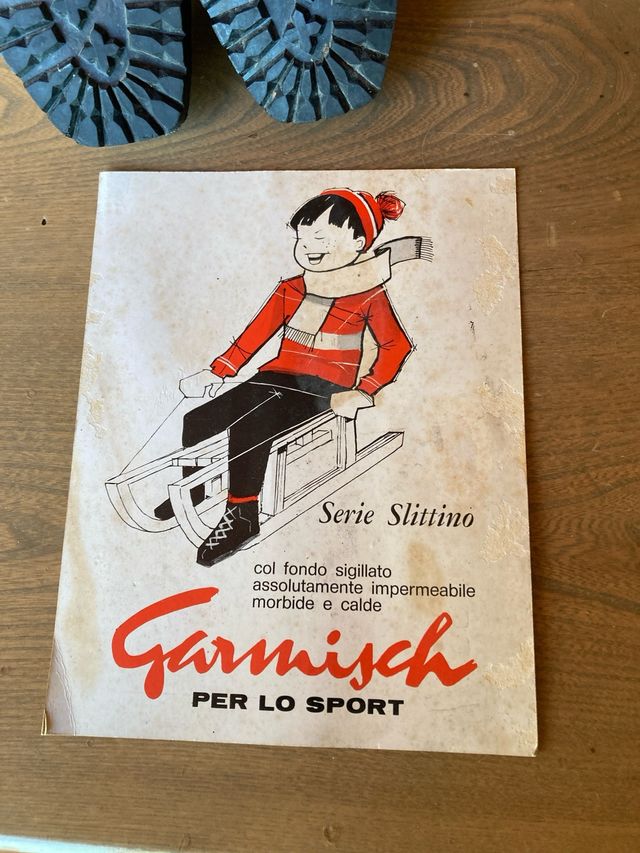 Serie Slittino
col fondo sigillato
assolutamente impermeabile
morbide e calde
Garmisch
PER LO SPORT